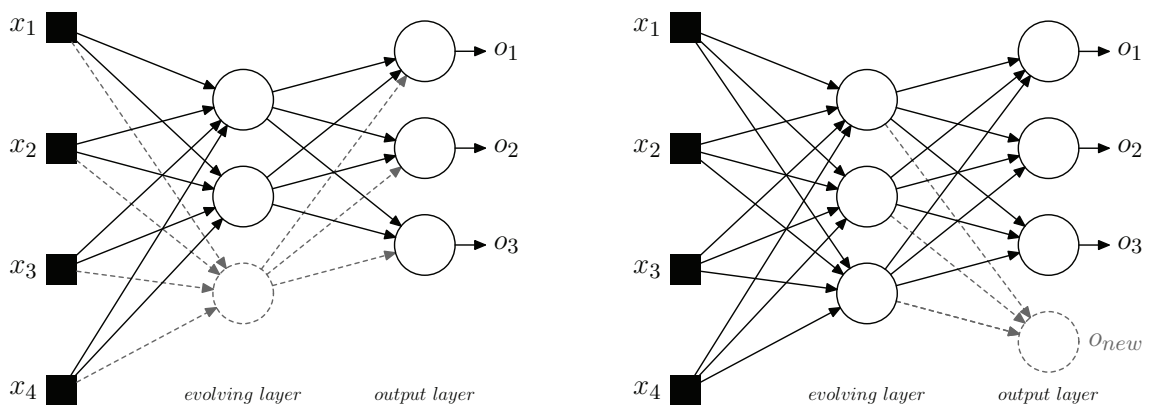 x1
o1
x2
o2
x3
o3
x4
evolving layer
output layer
x1
o1
x2
o2
x3
o3
onew
x4
evolving layer
output layer